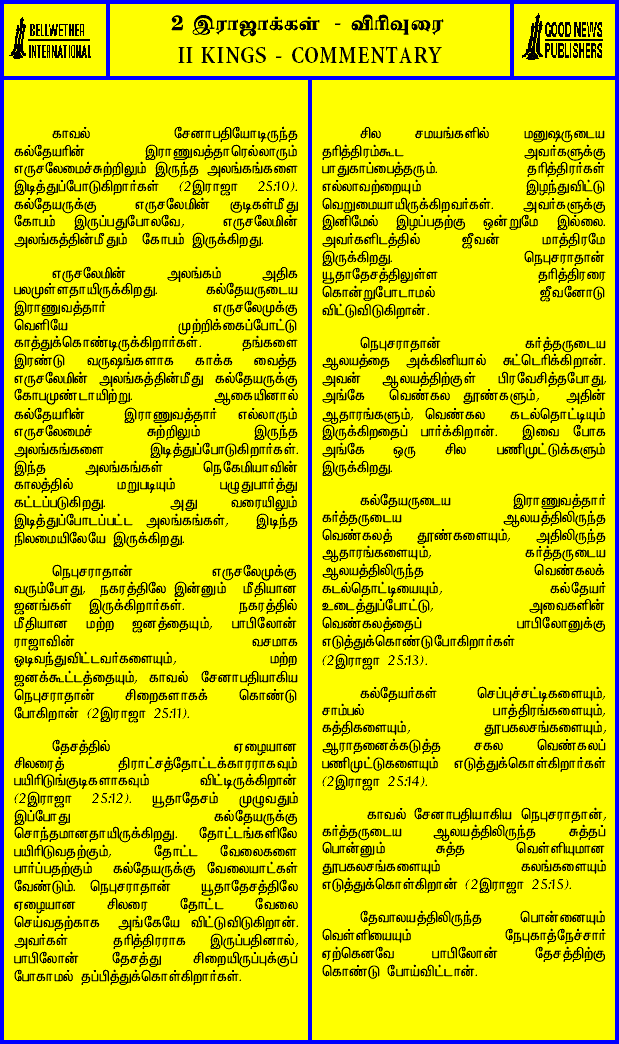 BELLWETHER
INTERNATIONAL
2 இராஜாக்கள் - விரிவுரை
II KINGS - COMMENTARY
GOOD NEWS
PUBLISHERS
காவல் சேனாபதியோடிருந்த
கல்தேயரின் இராணுவத்தாரெல்லாரும்
எருசலேமைச்சுற்றிலும் இருந்த அலங்கங்களை
இடித்துப்போடுகிறார்கள் (2இராஜா 25:10).
கல்தேயருக்கு எருசலேமின் குடிகள்மீது
கோபம் இருப்பதுபோலவே, எருசலேமின்
அலங்கத்தின்மீதும் கோபம் இருக்கிறது.
எருசலேமின் அலங்கம் அதிக
பலமுள்ளதாயிருக்கிறது. கல்தேயருடைய
இராணுவத்தார் எருசலேமுக்கு
வெளியே முற்றிக்கைப்போட்டு
காத்துக்கொண்டிருக்கிறார்கள். தங்களை
இரண்டு வருஷங்களாக காக்க வைத்த
எருசலேமின் அலங்கத்தின்மீது கல்தேயருக்கு
கோபமுண்டாயிற்று. ஆகையினால்
கல்தேயரின் இராணுவத்தார் எல்லாரும்
எருசலேமைச் சுற்றிலும் இருந்த
அலங்கங்களை இடித்துப்போடுகிறார்கள்.
இந்த அலங்கங்கள் நெகேமியாவின்
காலத்தில் மறுபடியும் பழுதுபார்த்து
கட்டப்படுகிறது. அது வரையிலும்
இடித்துப்போடப்பட்ட அலங்கங்கள், இடிந்த
நிலமையிலேயே இருக்கிறது.
நெபுசராதான் எருசலேமுக்கு
வரும்போது, நகரத்திலே இன்னும் மீதியான
ஜனங்கள் இருக்கிறார்கள். நகரத்தில்
மீதியான மற்ற ஜனத்தையும், பாபிலோன்
ராஜாவின் வசமாக
ஓடிவந்துவிட்டவர்களையும், மற்ற
ஜனக்கூட்டத்தையும், காவல் சேனாபதியாகிய
நெபுசராதான் சிறைகளாகக் கொண்டு
போகிறான் (2இராஜா 25:11).
தேசத்தில் ஏழையான
சிலரைத் திராட்சத்தோட்டக்காரராகவும்
பயிரிடுங்குடிகளாகவும் விட்டிருக்கிறான்
(2இராஜா 25:12). யூதாதேசம் முழுவதும்
இப்போது கல்தேயருக்கு
சொந்தமானதாயிருக்கிறது. தோட்டங்களிலே
பயிரிடுவதற்கும், தோட்ட வேலைகளை
பார்ப்பதற்கும் கல்தேயருக்கு வேலையாட்கள்
வேண்டும். நெபுசராதான் யூதாதேசத்திலே
ஏழையான சிலரை தோட்ட வேலை
செய்வதற்காக அங்கேயே விட்டுவிடுகிறான்.
அவர்கள் தரித்திரராக இருப்பதினால்,
பாபிலோன் தேசத்து சிறையிருப்புக்குப்
போகாமல் தப்பித்துக்கொள்கிறார்கள்.
சில சமயங்களில் மனுஷருடைய
தரித்திரம்கூட அவர்களுக்கு
பாதுகாப்பைத்தரும். தரித்திரர்கள்
எல்லாவற்றையும் இழந்துவிட்டு
வெறுமையாயிருக்கிறவர்கள். அவர்களுக்கு
இனிமேல் இழப்பதற்கு ஒன்றுமே இல்லை.
அவர்களிடத்தில் ஜீவன் மாத்திரமே
இருக்கிறது. நெபுசராதான்
யூதாதேசத்திலுள்ள தரித்திரரை
கொன்றுபோடாமல் ஜீவனோடு
விட்டுவிடுகிறான்.
நெபுசராதான் கர்த்தருடைய
ஆலயத்தை அக்கினியால் சுட்டெரிக்கிறான்.
அவன் ஆலயத்திற்குள் பிரவேசித்தபோது,
அங்கே வெண்கல தூண்களும், அதின்
ஆதாரங்களும், வெண்கல கடல்தொட்டியும்
இருக்கிறதைப் பார்க்கிறான். இவை போக
அங்கே ஒரு சில பணிமுட்டுக்களும்
இருக்கிறது.
கல்தேயருடைய இராணுவத்தார்
கர்த்தருடைய ஆலயத்திலிருந்த
வெண்கலத் தூண்களையும், அதிலிருந்த
ஆதாரங்களையும், கர்த்தருடைய
ஆலயத்திலிருந்த வெண்கலக்
கடல்தொட்டியையும், கல்தேயர்
உடைத்துப்போட்டு, அவைகளின்
வெண்கலத்தைப் பாபிலோனுக்கு
எடுத்துக்கொண்டுபோகிறார்கள்
(2இராஜா 25:13).
கல்தேயர்கள் செப்புச்சட்டிகளையும்,
சாம்பல் பாத்திரங்களையும்,
கத்திகளையும், தூபகலசங்களையும்,
ஆராதனைக்கடுத்த சகல வெண்கலப்
பணிமுட்டுகளையும் எடுத்துக்கொள்கிறார்கள்
(2இராஜா 25:14).
காவல் சேனாபதியாகிய நெபுசராதான்,
கர்த்தருடைய ஆலயத்திலிருந்த சுத்தப்
பொன்னும் சுத்த வெள்ளியுமான
தூபகலசங்களையும் கலங்களையும்
எடுத்துக்கொள்கிறான் (2இராஜா 25:15).
தேவாலயத்திலிருந்த பொன்னையும்
வெள்ளியையும் நேபுகாத்நேச்சார்
ஏற்கெனவே பாபிலோன் தேசத்திற்கு
கொண்டு போய்விட்டான்.